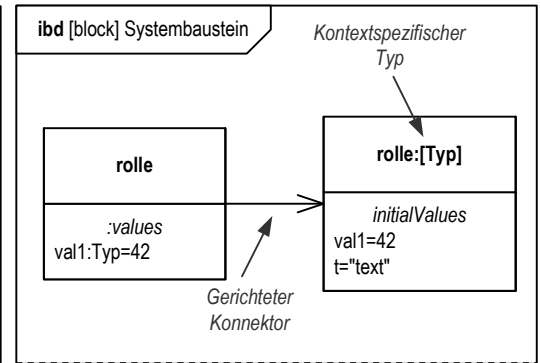 ibd [block] Systembaustein
Kontextspezifischer
Typ
rolle
:values
val1:Typ=42
rolle:[Typ]
initialValues
val1=42
t="text"
Gerichteter
Konnektor